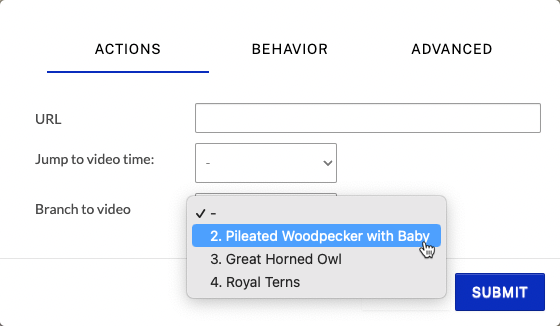 ACTIONS BEHAVIOR ADVANCED
URL
Jump to video time: -
Branch to video
✓ -
2. Pileated Woodpecker with Baby
3. Great Horned Owl
4. Royal Terns
SUBMIT